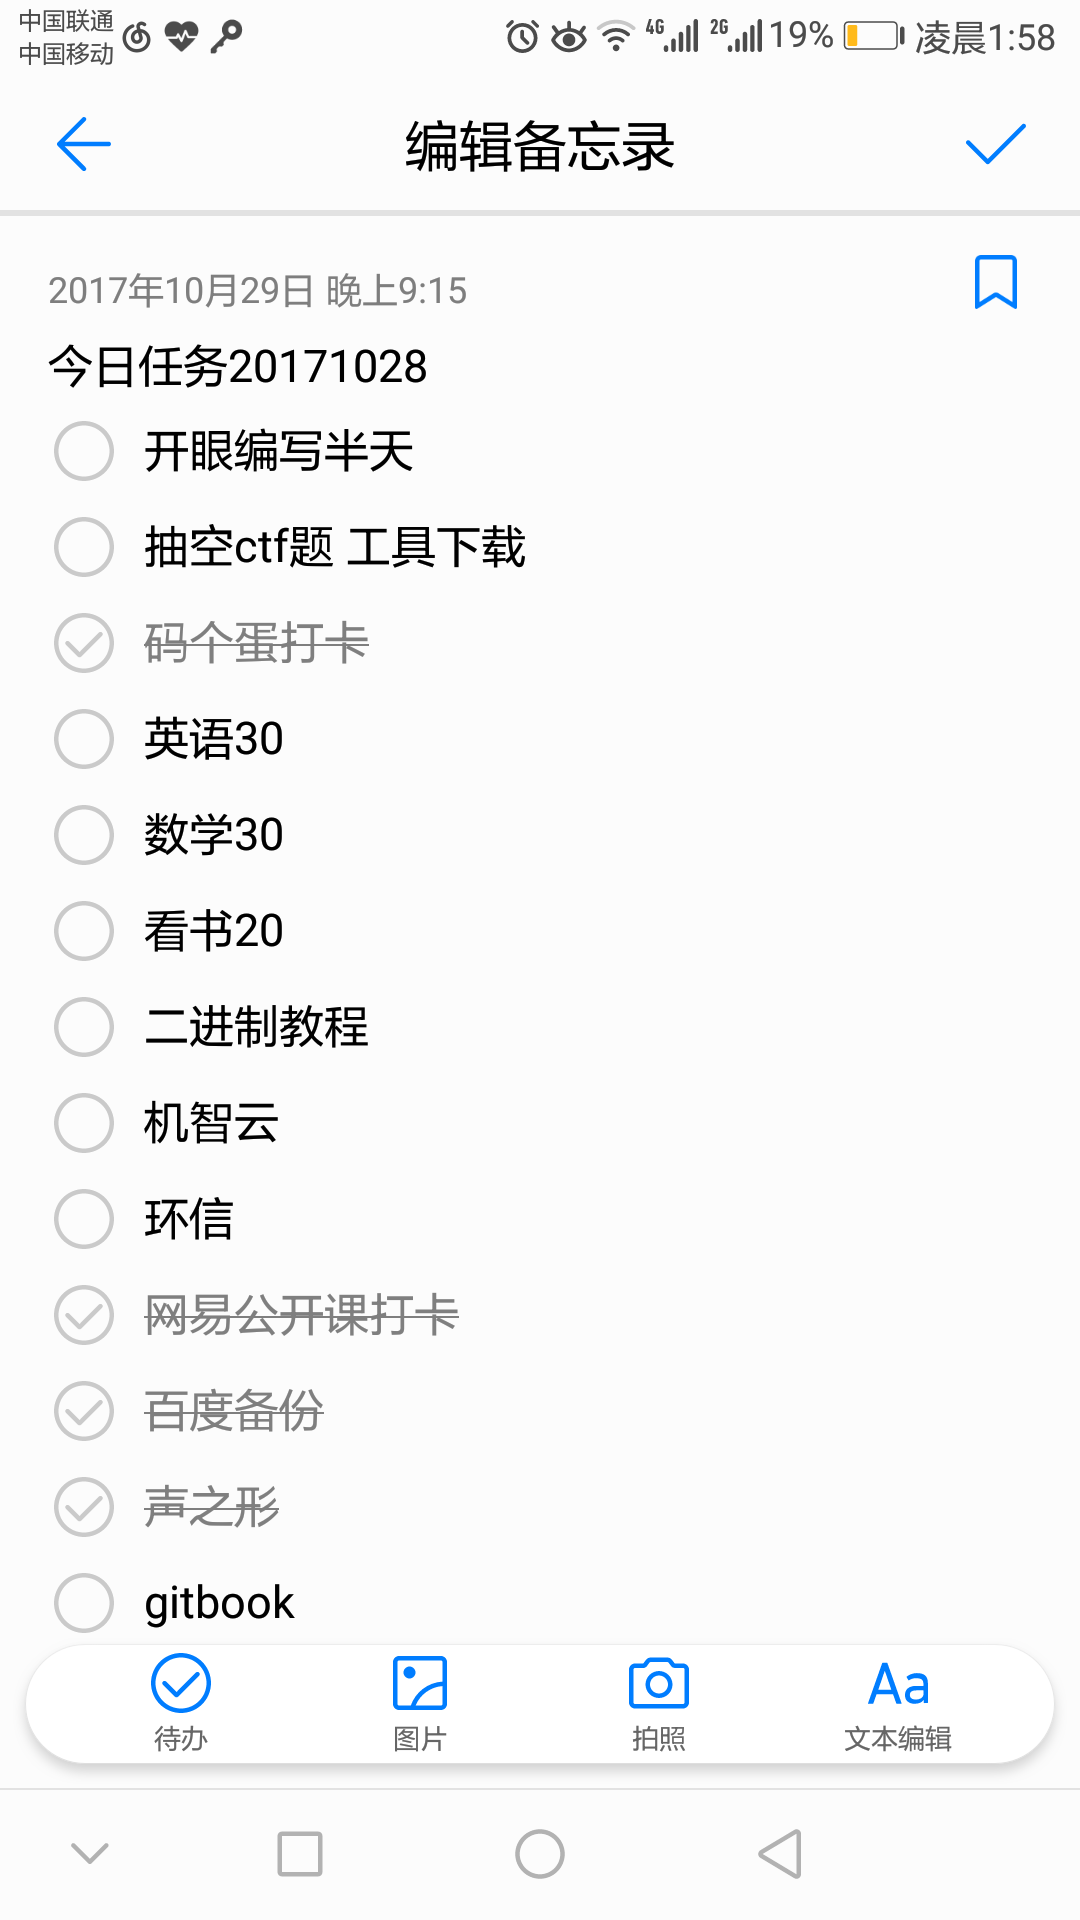 中国联通
中国移动
4G 2G 19% 凌晨1:58
编辑备忘录
2017年10月29日 晚上9:15
今日任务20171028
开眼编写半天
抽空ctf题 工具下载
码个蛋打卡
英语30
数学30
看书20
二进制教程
机智云
环信
网易公开课打卡
百度备份
声之形
gitbook
待办 图片 拍照 Aa
文本编辑